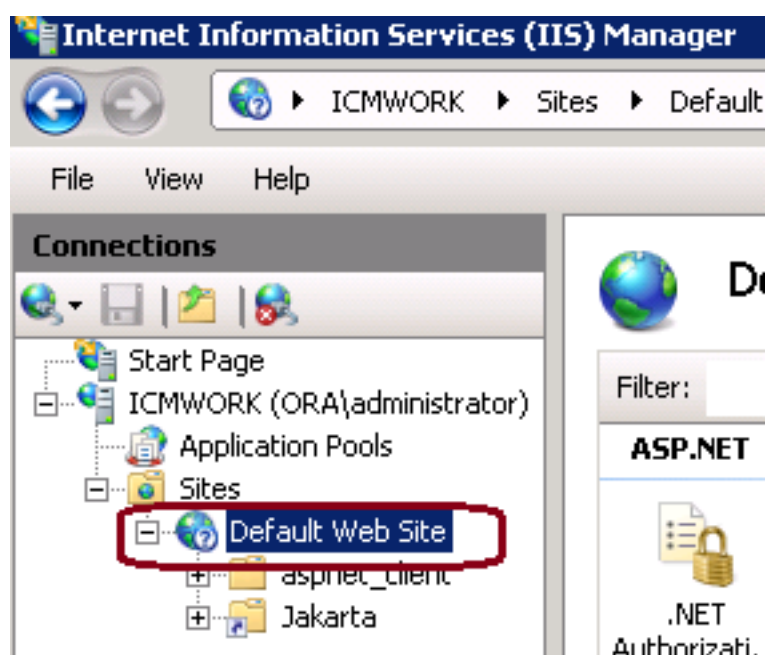 Internet Information Services (IIS) Manager
ICMWORK Sites Default
File View Help
Connections
Start Page
ICMWORK (ORA\administrator)
Application Pools
Sites
Default Web Site
aspnet_client
Jakarta
Filter:
ASP.NET
.NET
Authorizati.